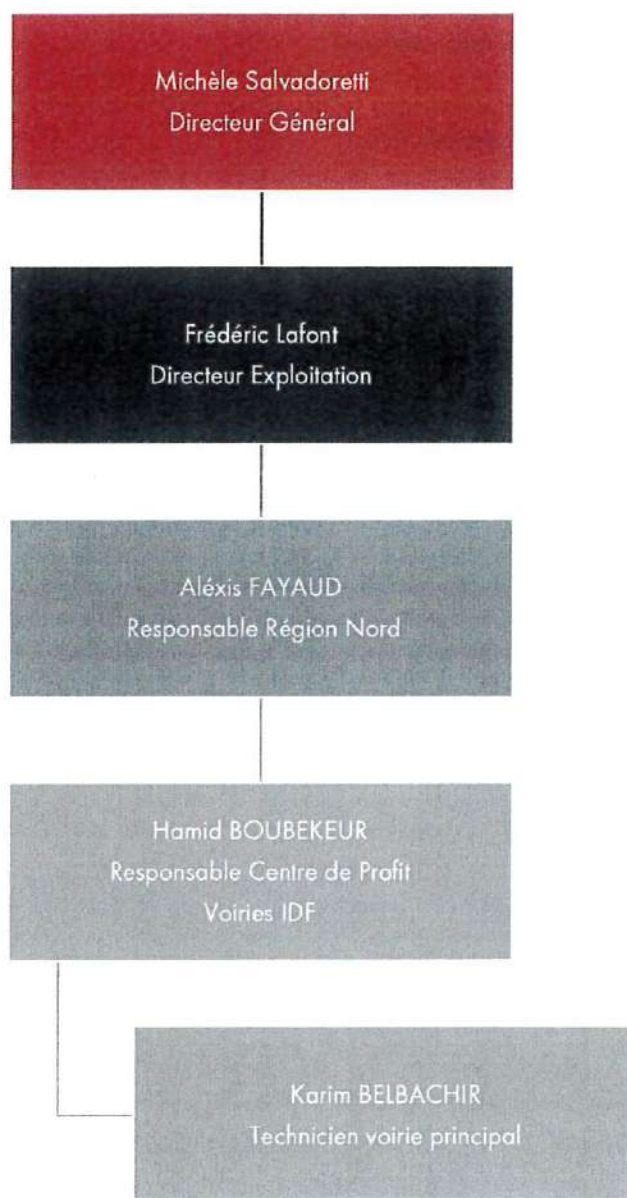 Michèle Salvadoretti
Directeur Général
Frédéric Lafont
Directeur Exploitation
Aléxis FAYAUD
Responsable Région Nord
Hamid BOUBEKEUR
Responsable Centre de Profit
Voiries IDF
Karim BELBACHIR
Technicien voirie principal